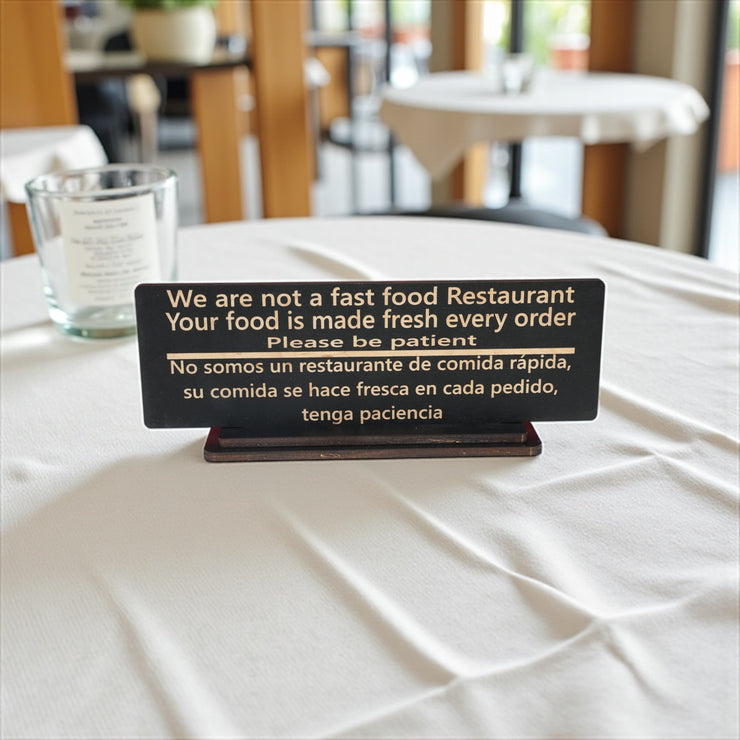 We are not a fast food Restaurant
Your food is made fresh every order
Please be patient
No somos un restaurante de comida rápida,
su comida se hace fresca en cada pedido,
tenga paciencia